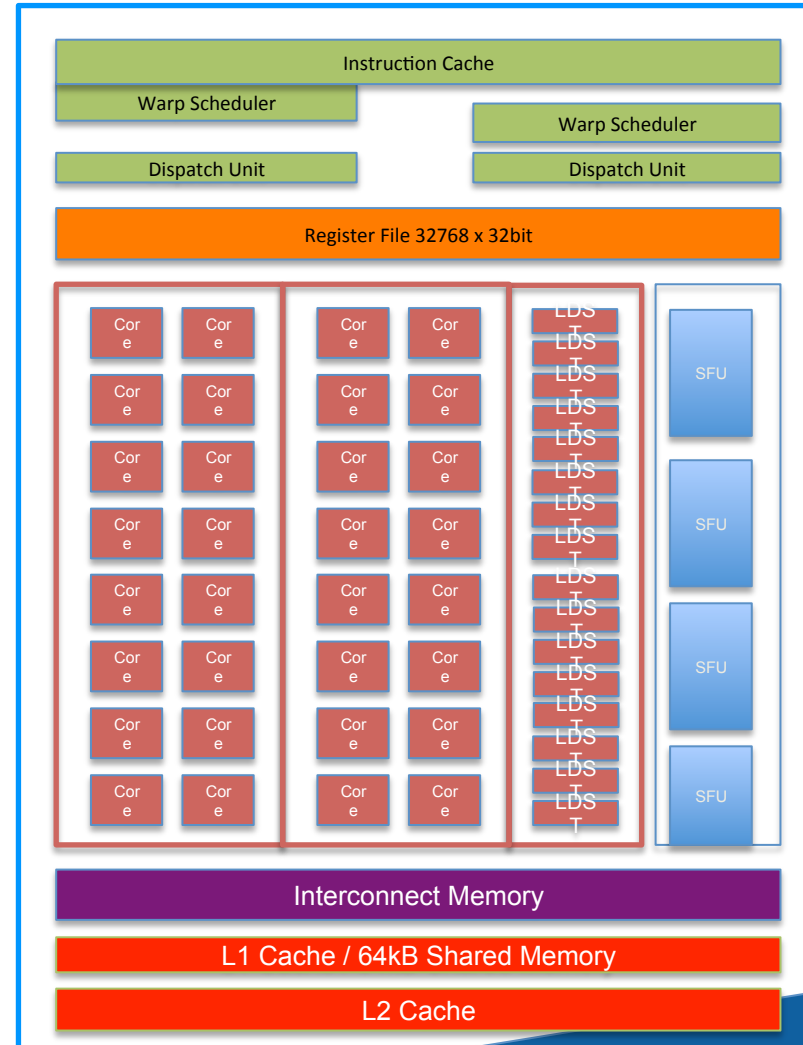 Instruction Cache
Warp Scheduler
Warp Scheduler
Dispatch Unit
Dispatch Unit
Register File 32768 x 32bit
Cor
e
Cor
e
Cor
e
Cor
e
Cor
e
Cor
e
Cor
e
Cor
e
Cor
e
Cor
e
Cor
e
Cor
e
Cor
e
Cor
e
Cor
e
Cor
e
Cor
e
Cor
e
Cor
e
Cor
e
Cor
e
Cor
e
Cor
e
Cor
e
Cor
e
Cor
e
Cor
e
Cor
e
Cor
e
Cor
e
Cor
e
Cor
e
LDS
T
LDS
T
LDS
T
LDS
T
LDS
T
LDS
T
LDS
T
LDS
T
LDS
T
LDS
T
LDS
T
LDS
T
LDS
T
LDS
T
LDS
T
LDS
T
SFU
SFU
SFU
SFU
Interconnect Memory
L1 Cache / 64kB Shared Memory
L2 Cache